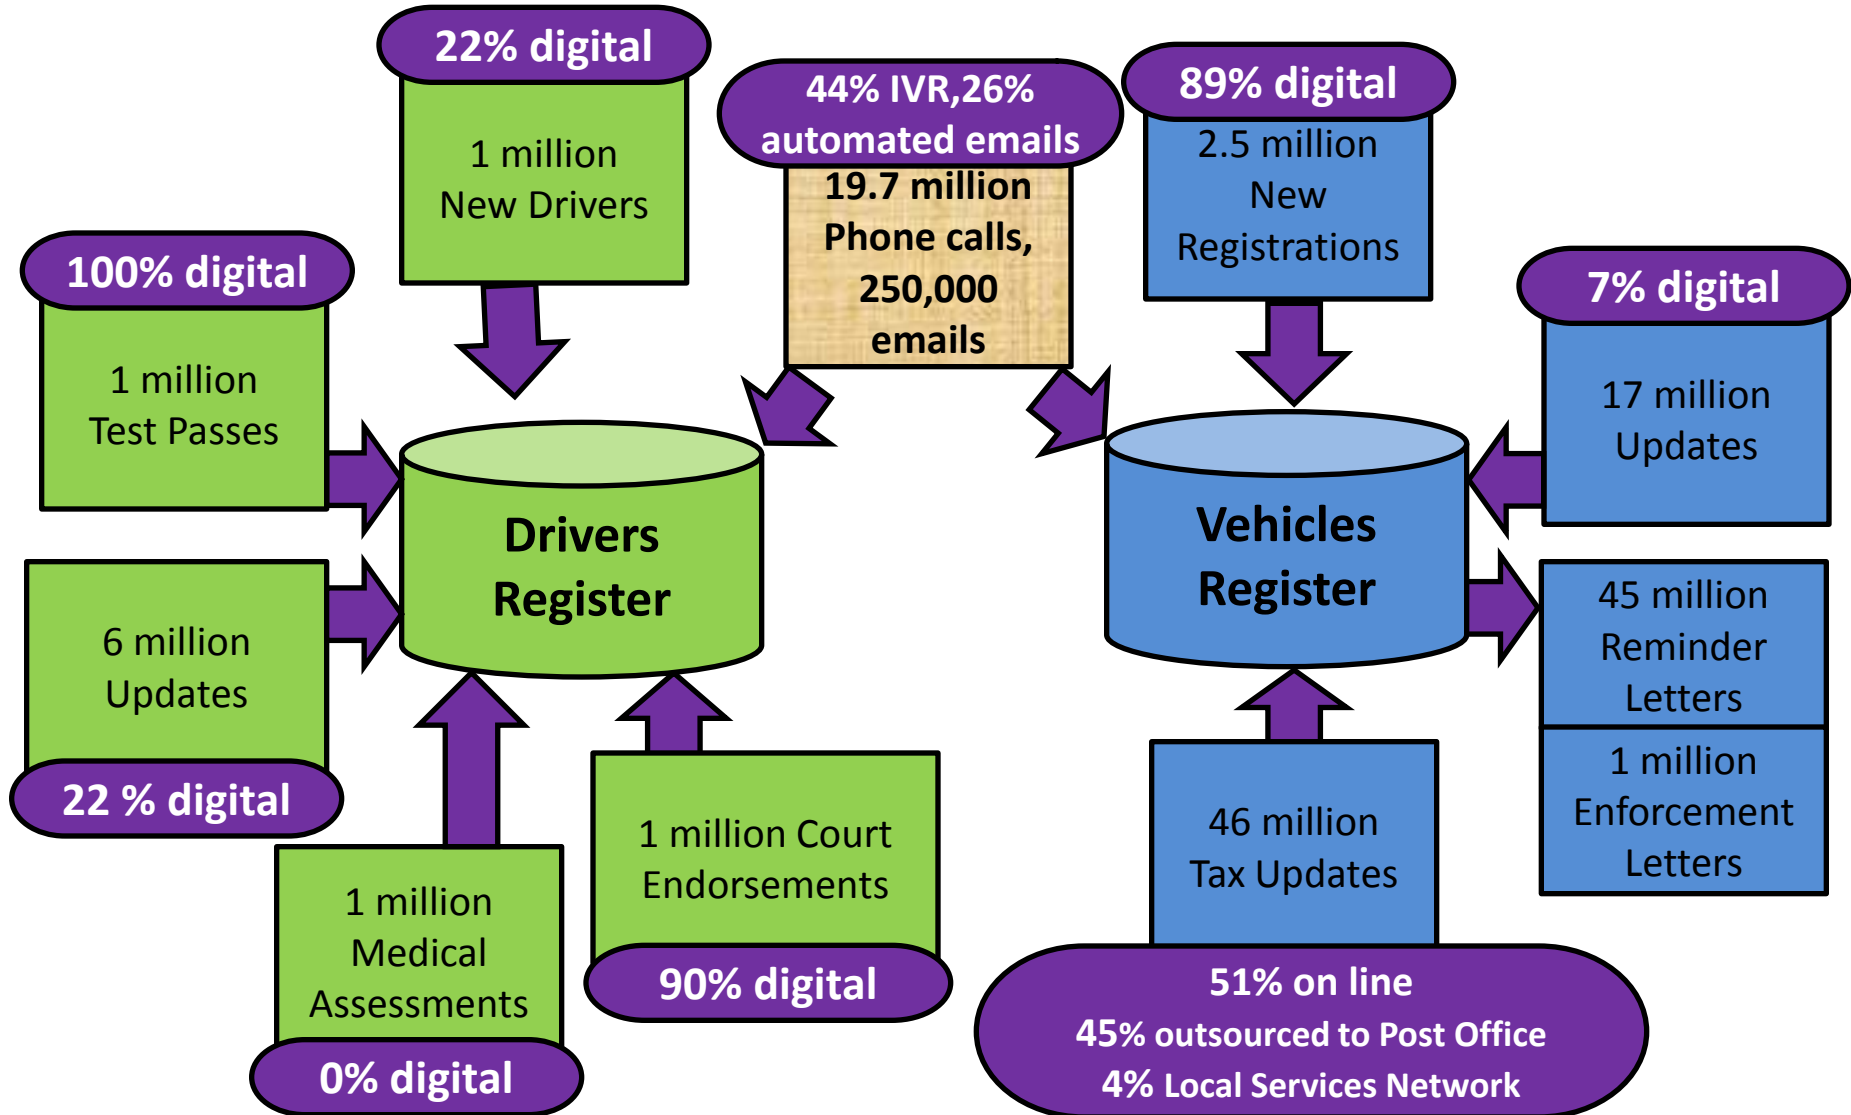 22% digital
1 million
New Drivers
44% IVR,26%
automated emails
19.7 million
Phone calls,
250,000
emails
89% digital
2.5 million
New
Registrations
100% digital
1 million
Test Passes
7% digital
17 million
Updates
Drivers
Register
Vehicles
Register
6 million
Updates
22 % digital
45 million
Reminder
Letters
1 million
Enforcement
Letters
1 million
Medical
Assessments
0% digital
1 million Court
Endorsements
90% digital
46 million
Tax Updates
51% on line
45% outsourced to Post Office
4% Local Services Network